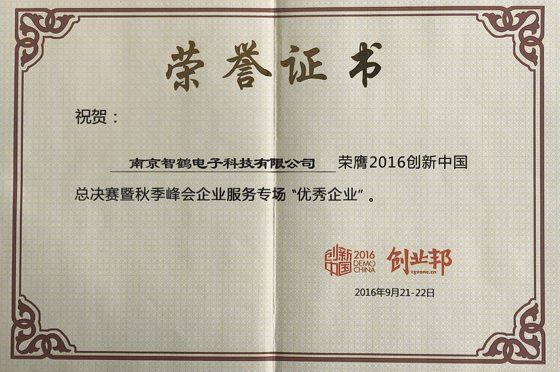 荣誉证书
祝贺：
南京智鹤电子科技有限公司 荣膺2016创新中国
总决赛暨秋季峰会企业服务专场“优秀企业”。
创新中国 2016 DEMO CHINA 创业邦
cyzone.cn
2016年9月21-22日